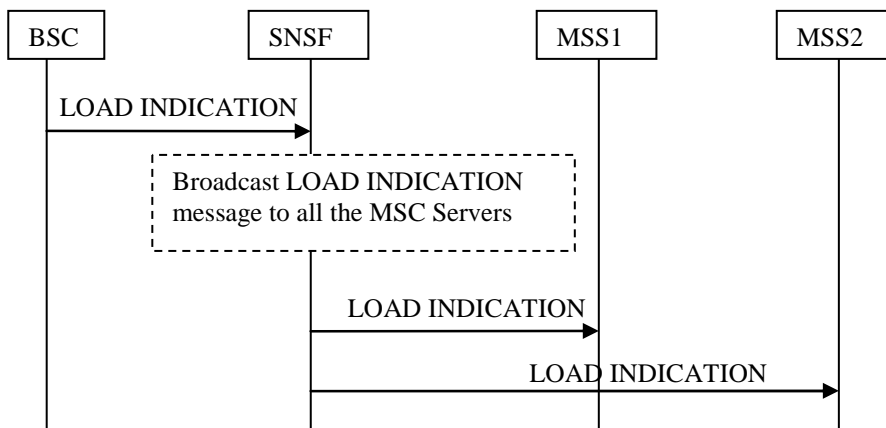 BSC
SNSF
MSS1
MSS2
LOAD INDICATION
Broadcast LOAD INDICATION
message to all the MSC Servers
LOAD INDICATION
LOAD INDICATION